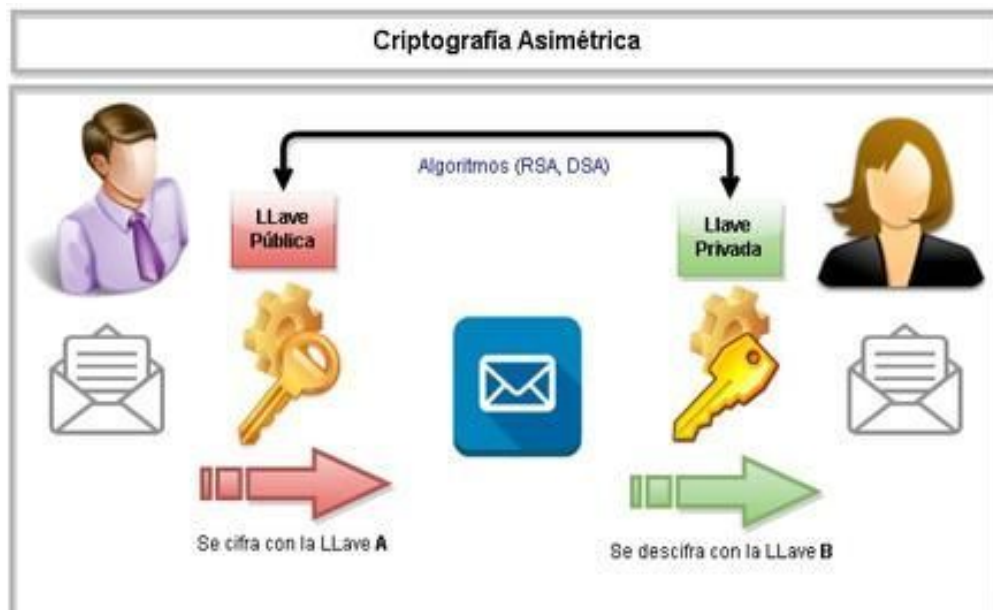 Criptografía Asimétrica
Algoritmos (RSA, DSA)
LLave
Pública
Llave
Privada
Se cifra con la LLave A
Se descifra con la LLave B